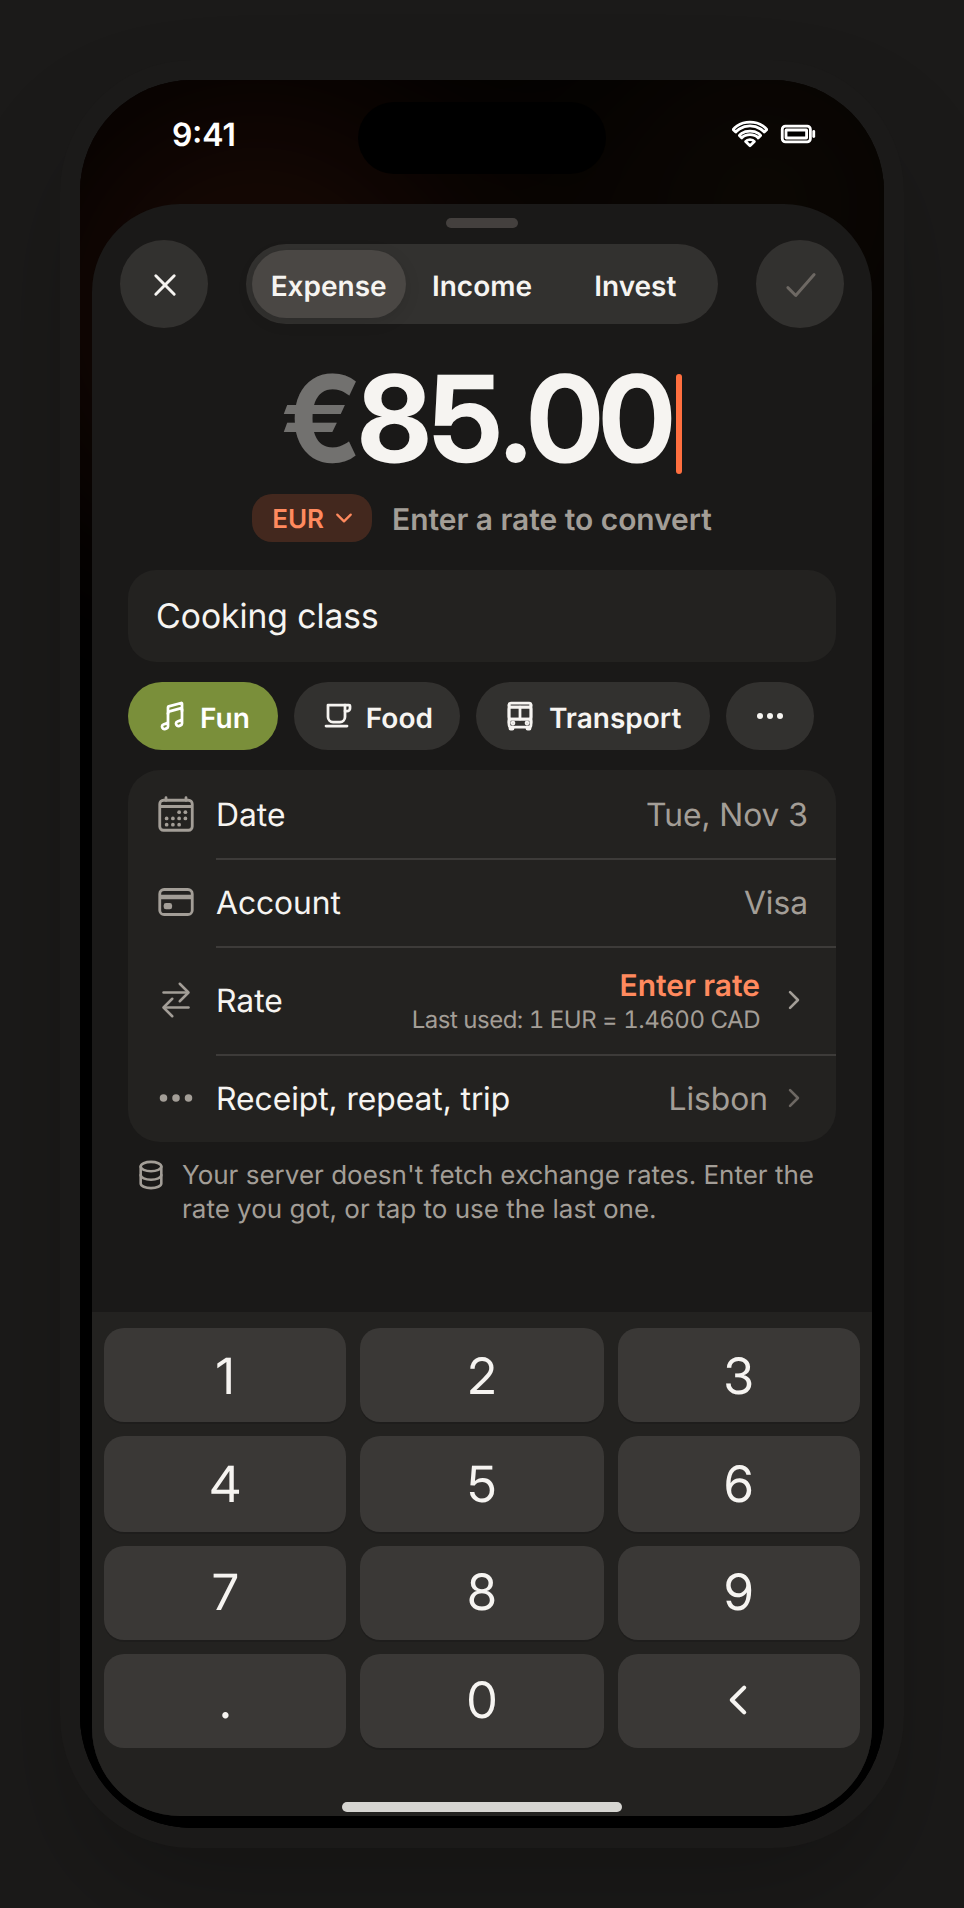 9:41
Expense Income Invest
€85.00
EUR Enter a rate to convert
Cooking class
Fun Food Transport
Date Tue, Nov 3
Account Visa
Rate Enter rate
Last used: 1 EUR = 1.4600 CAD
Receipt, repeat, trip Lisbon
Your server doesn't fetch exchange rates. Enter the
rate you got, or tap to use the last one.
1 2 3
4 5 6
7 8 9
. 0